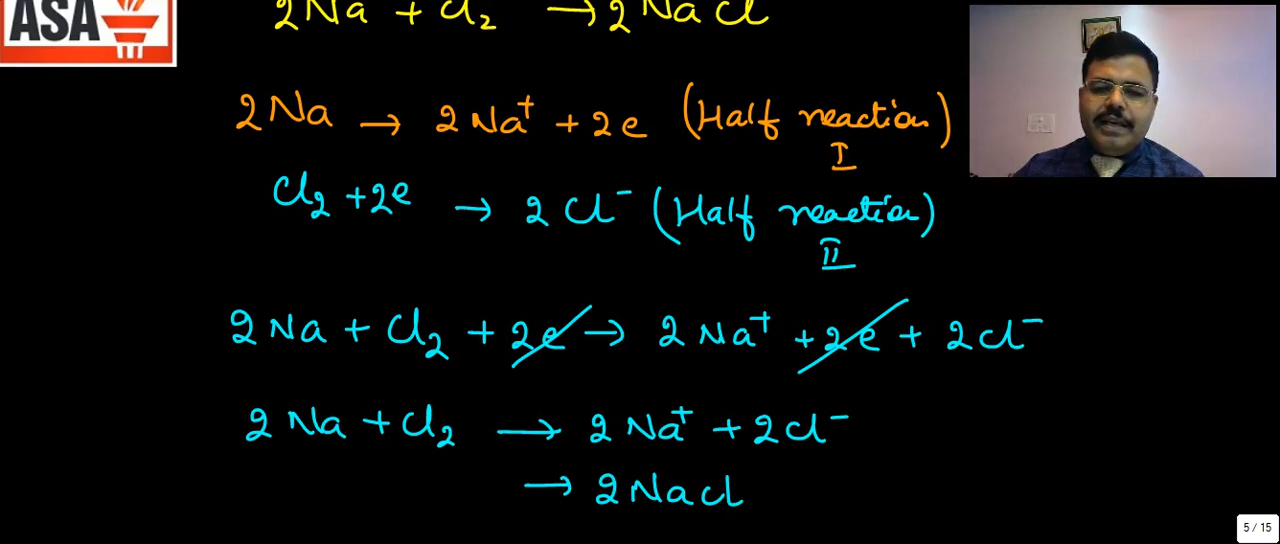 ASA
2Na + Cl₂ → 2NaCl
2Na → 2Na⁺ + 2e (Half reaction)
I
Cl₂ + 2e → 2Cl⁻ (Half reaction)
II
2Na + Cl₂ + 2e → 2Na⁺ + 2e + 2Cl⁻
2Na + Cl₂ → 2Na⁺ + 2Cl⁻
→ 2NaCl
5 / 15